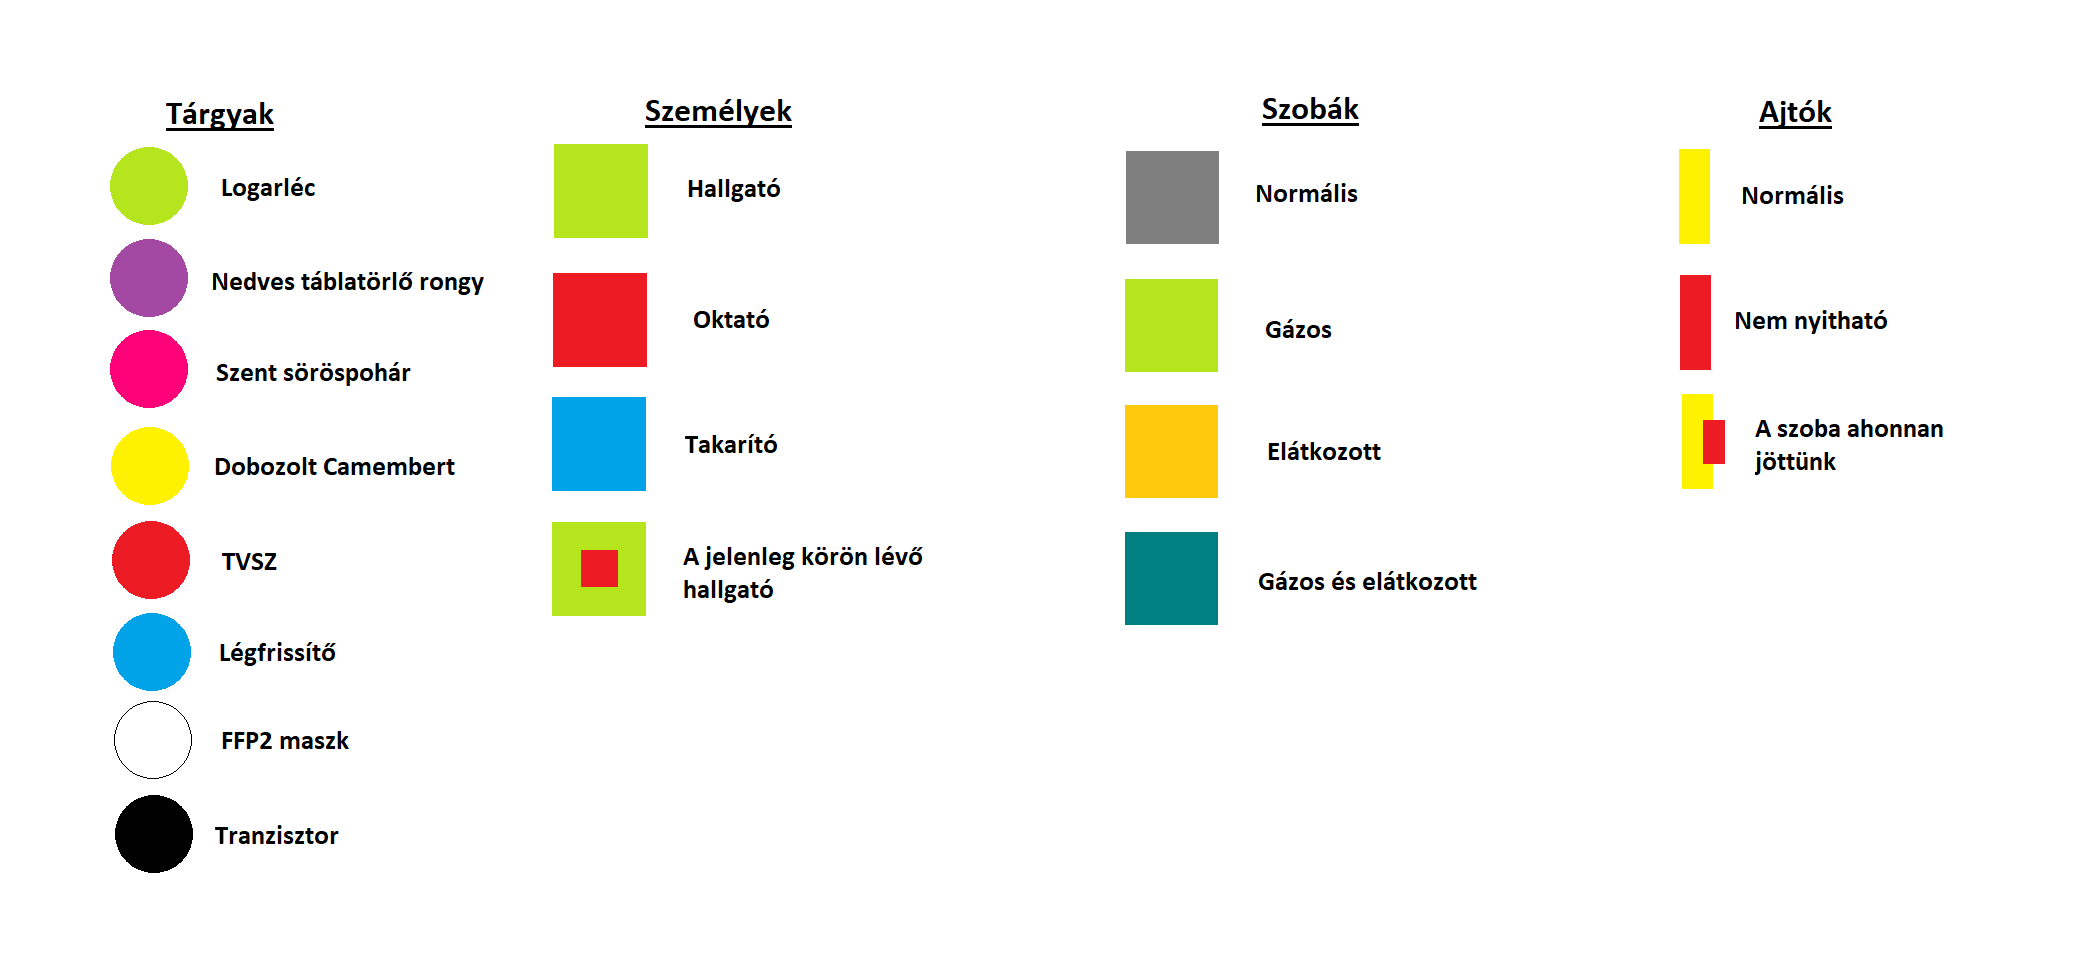 Tárgyak
Logarléc
Nedves táblatörlő rongy
Szent söröspohár
Dobozolt Camembert
TVSZ
Légfrissítő
FFP2 maszk
Tranzisztor
Személyek
Hallgató
Oktató
Takarító
A jelenleg körön lévő
hallgató
Szobák
Normális
Gázos
Elátkozott
Gázos és elátkozott
Ajtók
Normális
Nem nyitható
A szoba ahonnan
jöttünk